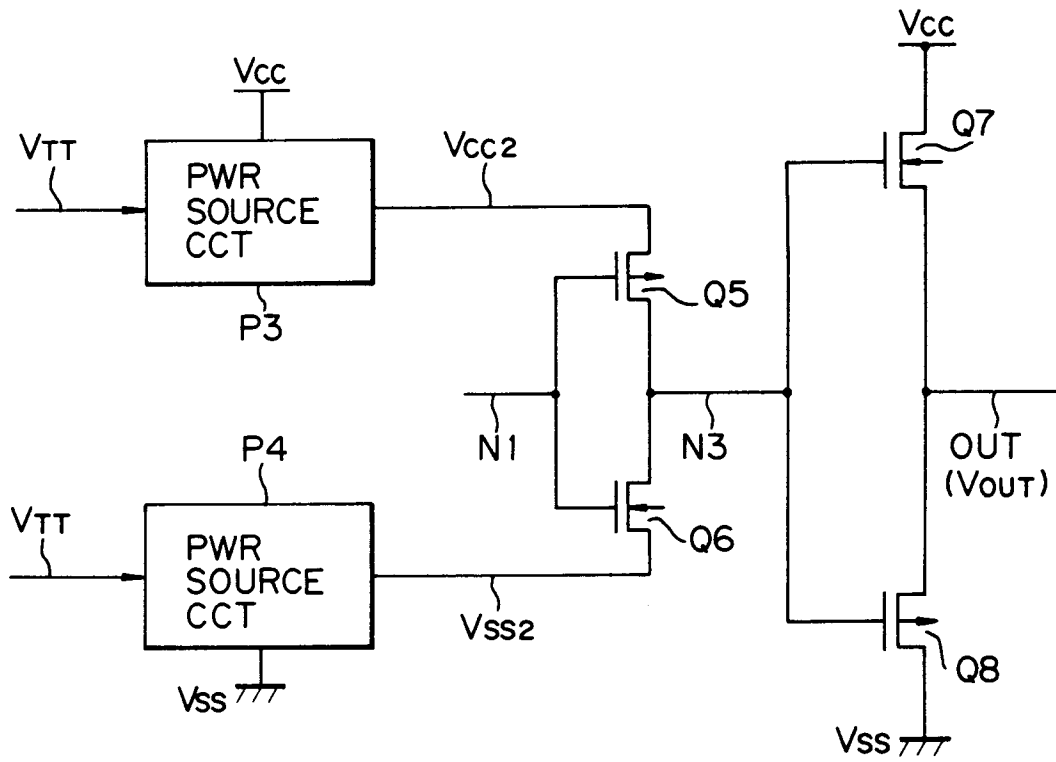 VCC
VCC
VTT
PWR
SOURCE
CCT
VCC2
Q7
P3
Q5
N1
N3
OUT
(VOUT)
P4
VTT
PWR
SOURCE
CCT
Q6
VSS2
Q8
VSS
VSS